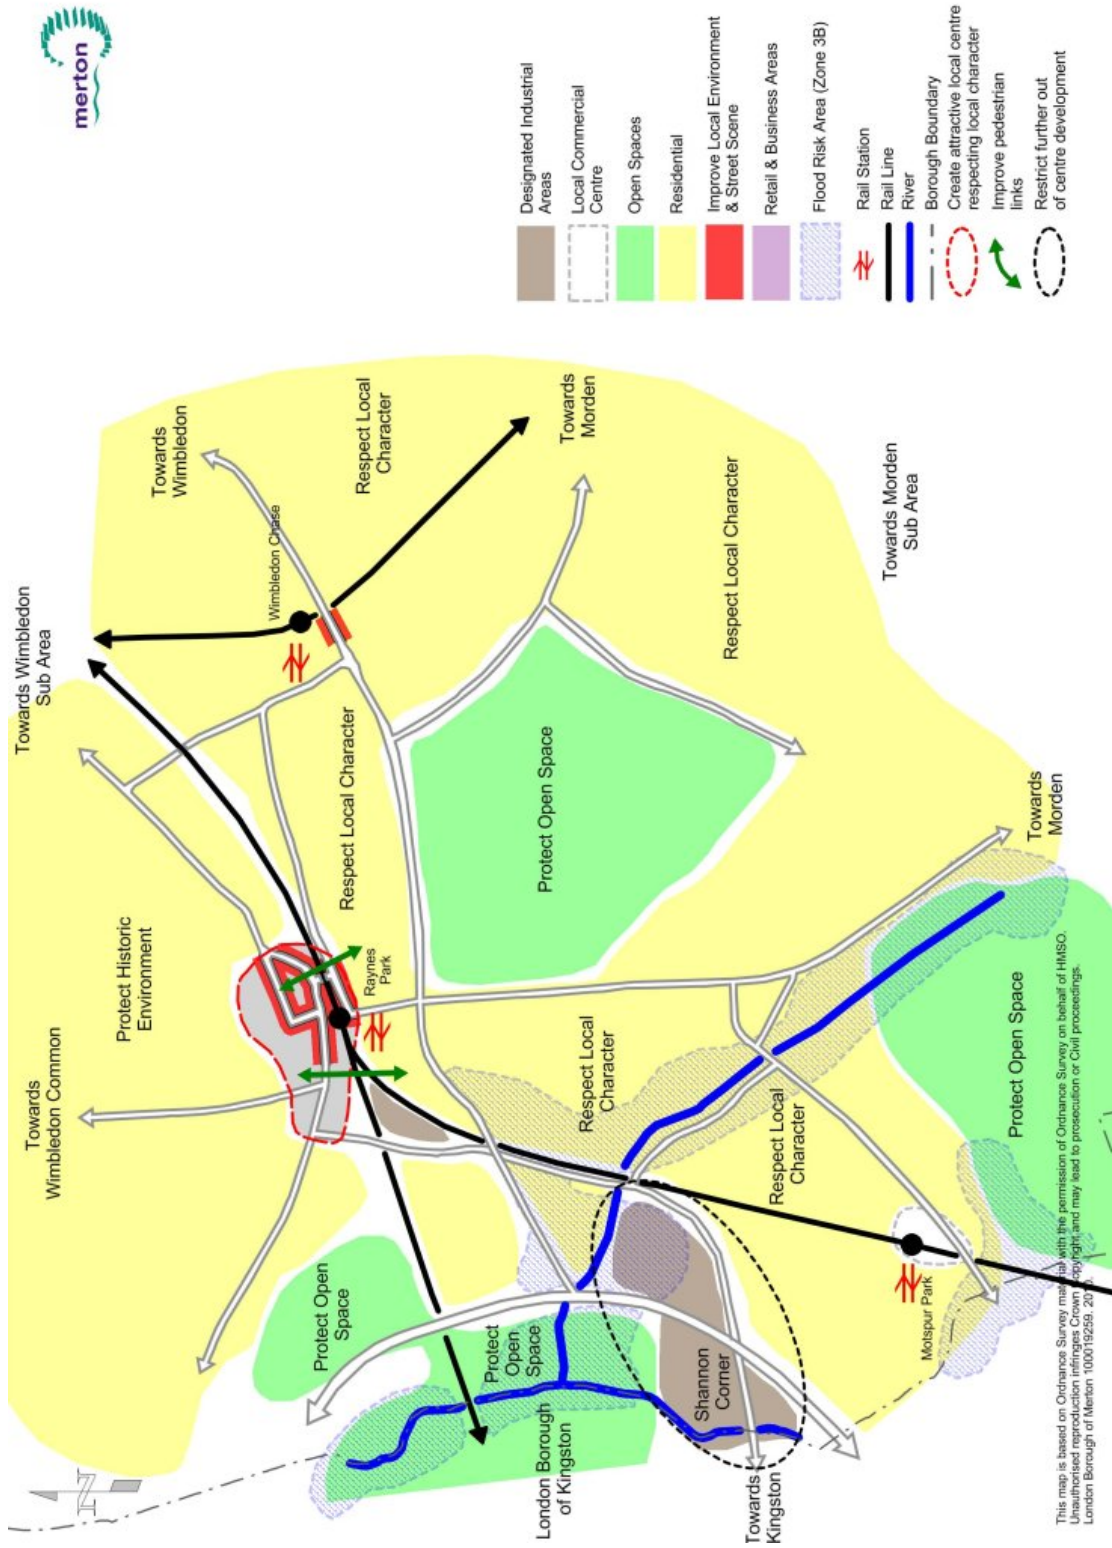 merton
Designated Industrial
Areas
Local Commercial
Centre
Open Spaces
Residential
Improve Local Environment
& Street Scene
Retail & Business Areas
Flood Risk Area (Zone 3B)
Rail Station
Rail Line
River
Borough Boundary
Create attractive local centre
respecting local character
Improve pedestrian
links
Restrict further out
of centre development
Towards
Wimbledon Common
Protect Historic
Environment
Towards Wimbledon
Sub Area
Towards
Wimbledon
Wimbledon Chase
Respect Local
Character
Towards
Morden
Respect Local Character
Raynes
Park
Protect Open Space
Respect Local Character
Towards Morden
Sub Area
Protect Open
Space
Protect
Open
Space
London Borough
of Kingston
Respect Local
Character
Towards
Morden
Shannon
Corner
Towards
Kingston
Respect Local
Character
Motspur Park
Protect Open Space
N
This map is based on Ordnance Survey material with the permission of Ordnance Survey on behalf of HMSO.
Unauthorised reproduction infringes Crown copyright and may lead to prosecution or Civil proceedings.
London Borough of Merton 100019259. 2010.